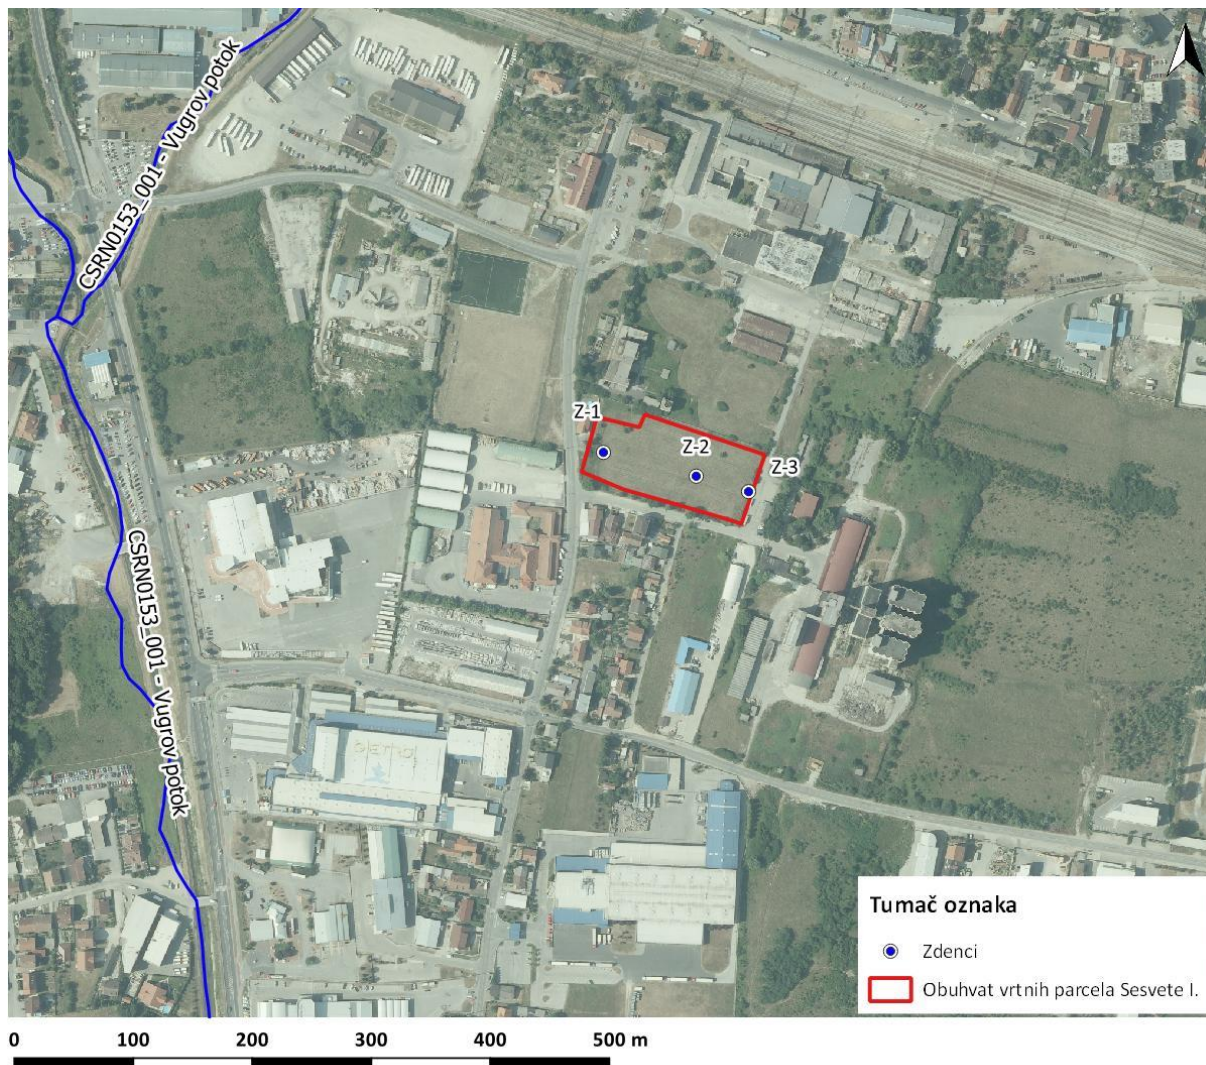 CSRN0153_001 - Vugrov potok
Z-1
Z-2
Z-3
CSRN0153_001 - Vugrov potok
Tumač oznaka
Zdenci
Obuhvat vrtnih parcela Sesvete I.
0 100 200 300 400 500 m